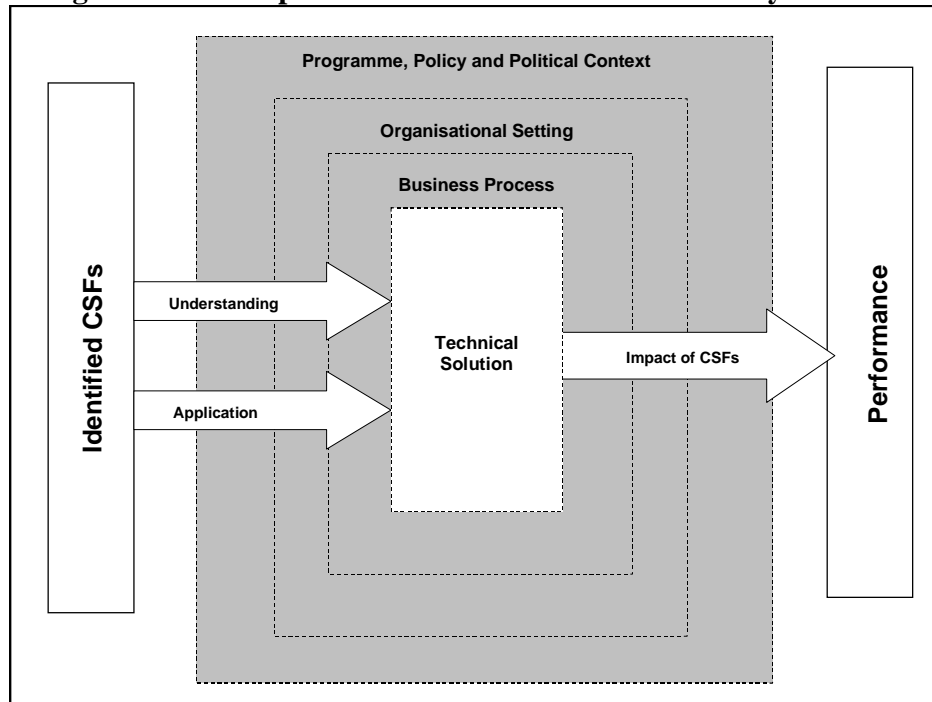 Programme, Policy and Political Context
Organisational Setting
Business Process
Identified CSFs
Understanding
Application
Technical
Solution
Impact of CSFs
Performance